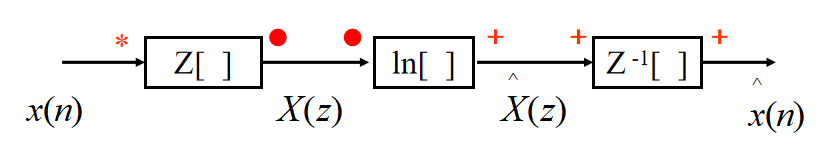 * ● ● + + +
Z[ ] ln[ ] Z⁻¹[ ]
x(n) X(z) X̂(z) x̂(n)